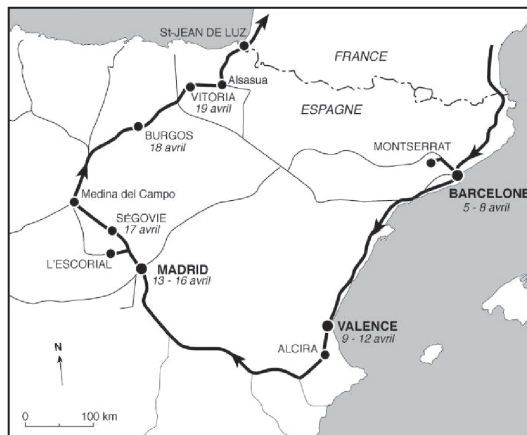 St-JEAN DE LUZ
FRANCE
Alsasua
VITORIA
19 avril
ESPAGNE
BURGOS
18 avril
MONTSERRAT
BARCELONE
5 - 8 avril
Medina del Campo
SÉGOVIE
17 avril
L'ESCORIAL
MADRID
13 - 16 avril
VALENCE
9 - 12 avril
ALCIRA
N
0 100 km